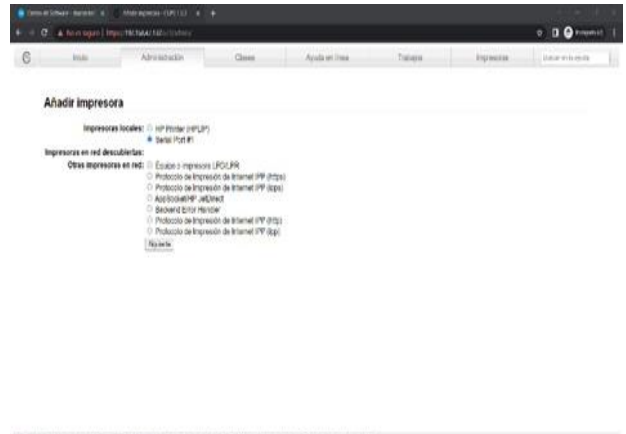 No es seguro
Inicio
Administración
Clases
Ayuda en línea
Trabajos
Impresoras
Añadir impresora
Impresoras locales:
HP Printer (HPLIP)
Serial Port #1
Impresoras en red descubiertas:
Otras impresoras en red:
Equipo o impresora LPD/LPR
Protocolo de Impresión de Internet IPP (https)
Protocolo de Impresión de Internet IPP (ipps)
AppSocket/HP JetDirect
Backend Error Handler
Protocolo de Impresión de Internet IPP (http)
Protocolo de Impresión de Internet IPP (ipp)
Siguiente